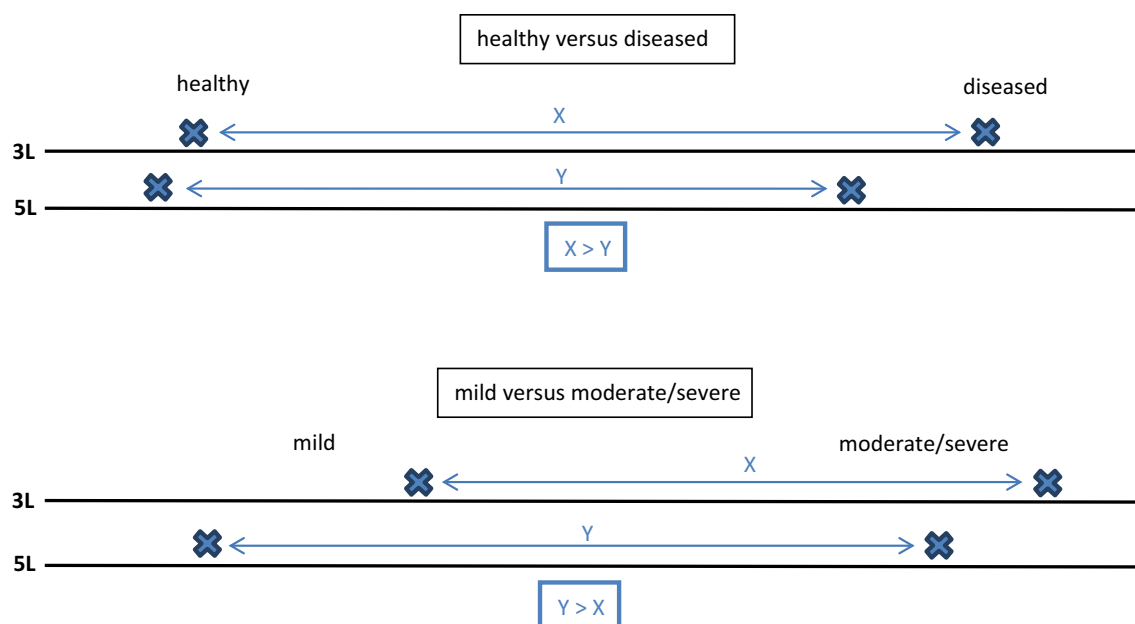 healthy versus diseased
healthy
diseased
X
3L
Y
5L
X > Y
mild versus moderate/severe
mild
moderate/severe
X
3L
Y
5L
Y > X